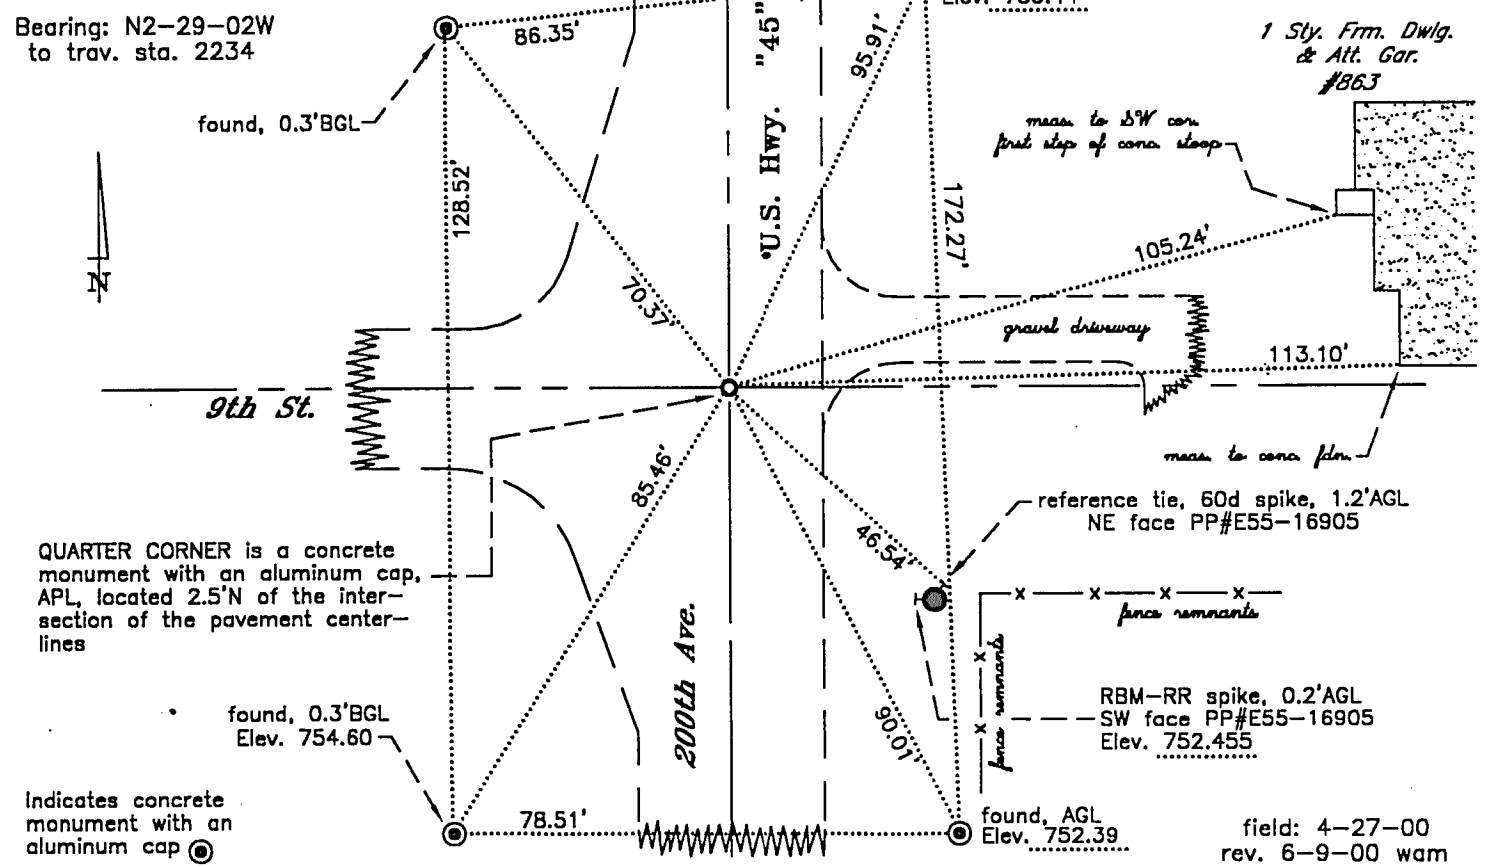 Bearing: N2-29-02W
to trav. sta. 2234
found, 0.3'BGL
86.35'
128.52'
70.37'
"U.S. Hwy. "45"
95.91'
172.27'
1 Sty. Frm. Dwlg.
& Att. Gar.
#863
meas. to SW cor.
first step of conc. stoop
105.24'
gravel driveway
113.10'
N
9th St.
meas. to conc. fdn.
85.46'
46.54'
reference tie, 60d spike, 1.2'AGL
NE face PP#E55-16905
QUARTER CORNER is a concrete
monument with an aluminum cap,
APL, located 2.5'N of the inter-
section of the pavement center-
lines
fence remnants
fence remnants
200th Ave.
90.01'
RBM-RR spike, 0.2'AGL
SW face PP#E55-16905
Elev. 752.455
found, 0.3'BGL
Elev. 754.60
78.51'
found, AGL
Elev. 752.39
Indicates concrete
monument with an
aluminum cap
field: 4-27-00
rev. 6-9-00 wam